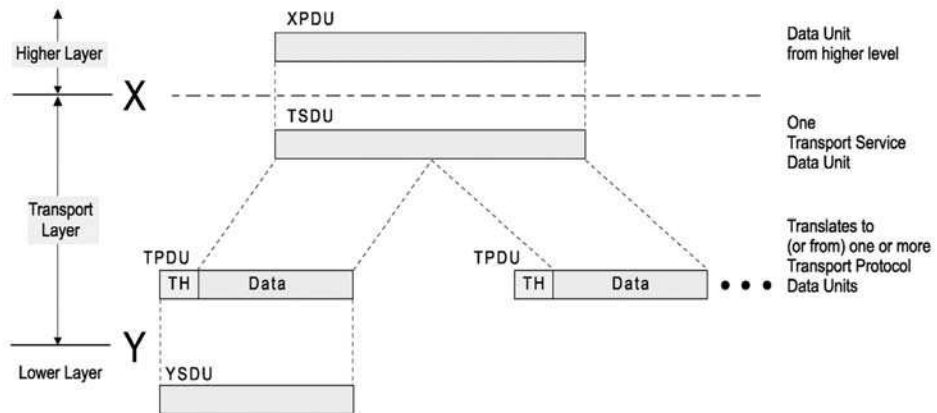 XPDU
Data Unit
from higher level
Higher Layer
X
TSDU
One
Transport Service
Data Unit
Transport
Layer
Translates to
(or from) one or more
Transport Protocol
Data Units
TPDU
TPDU
TH Data
TH Data
Y
Lower Layer
YSDU